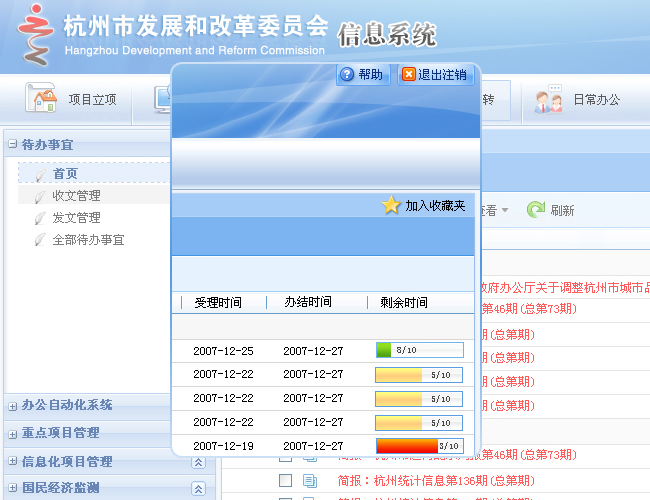 杭州市发展和改革委员会 信息系统
Hangzhou Development and Reform Commission
帮助 退出注销
项目立项 转 日常办公
待办事宜
首页
收文管理
发文管理
全部待办事宜
加入收藏夹 查看 刷新
受理时间 办结时间 剩余时间
政府办公厅关于调整杭州市城市品
第46期(总第73期)
2007-12-25 2007-12-27 8/10
期(总第期)
期(总第期)
2007-12-22 2007-12-27 5/10
期(总第期)
2007-12-22 2007-12-27 5/10
期(总第期)
2007-12-22 2007-12-27 5/10
2007-12-19 2007-12-27 3/10
第46期(总第73期)
简报：杭州统计信息第136期(总第期)
办公自动化系统
重点项目管理
信息化项目管理
国民经济监测